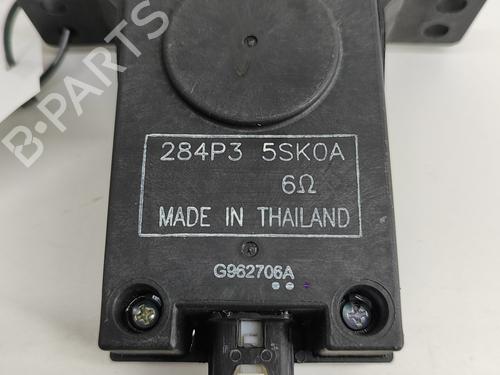 B-PARTS
284P3 5SK0A
6Ω
MADE IN THAILAND
G962706A